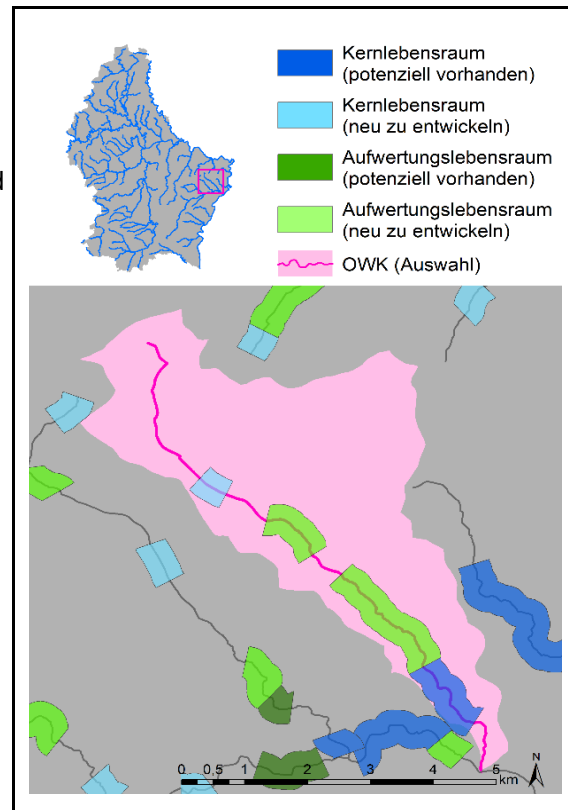 d
Kernlebensraum
(potenziell vorhanden)
Kernlebensraum
(neu zu entwickeln)
Aufwertungslebensraum
(potenziell vorhanden)
Aufwertungslebensraum
(neu zu entwickeln)
OWK (Auswahl)
N
0 0,5 1 2 3 4 5
km